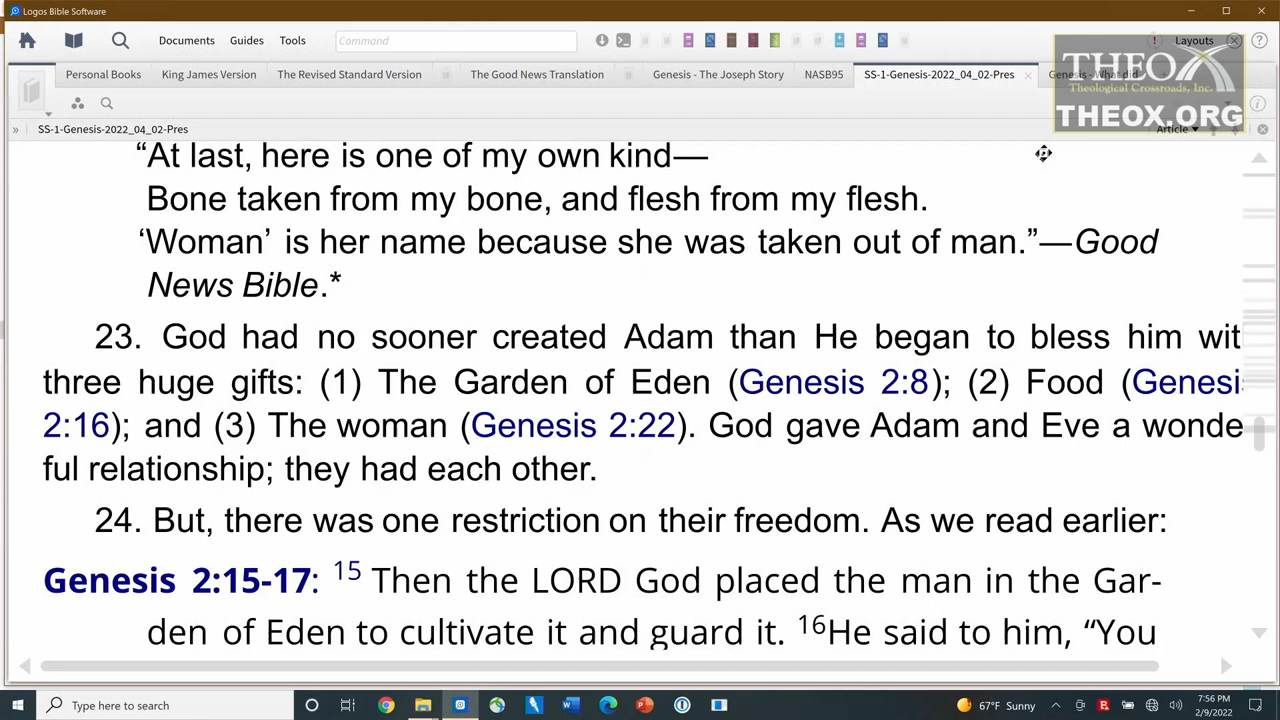 Logos Bible Software
Documents Guides Tools Command Layouts
Personal Books King James Version The Revised Standard Version The Good News Translation Genesis - The Joseph Story NASB95 SS-1-Genesis-2022_04_02-Pres Genesis - What did
THEOX
Theological Crossroads, Inc.
THEOX.ORG
SS-1-Genesis-2022_04_02-Pres Article
“At last, here is one of my own kind—
Bone taken from my bone, and flesh from my flesh.
‘Woman’ is her name because she was taken out of man.”—Good
News Bible.*
23. God had no sooner created Adam than He began to bless him wit
three huge gifts: (1) The Garden of Eden (Genesis 2:8); (2) Food (Genesi
2:16); and (3) The woman (Genesis 2:22). God gave Adam and Eve a wonde
ful relationship; they had each other.
24. But, there was one restriction on their freedom. As we read earlier:
Genesis 2:15-17: 15 Then the LORD God placed the man in the Gar-
den of Eden to cultivate it and guard it. 16He said to him, “You
Type here to search
67°F Sunny
7:56 PM
2/9/2022